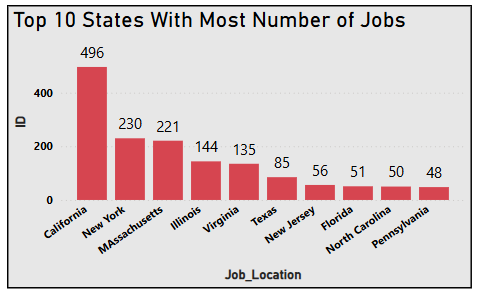 Top 10 States With Most Number of Jobs
496
400
230
221
200
144
135
85
56
51
50
48
0
ID
California
New York
MAssachusetts
Illinois
Virginia
Texas
New Jersey
Florida
North Carolina
Pennsylvania
Job_Location